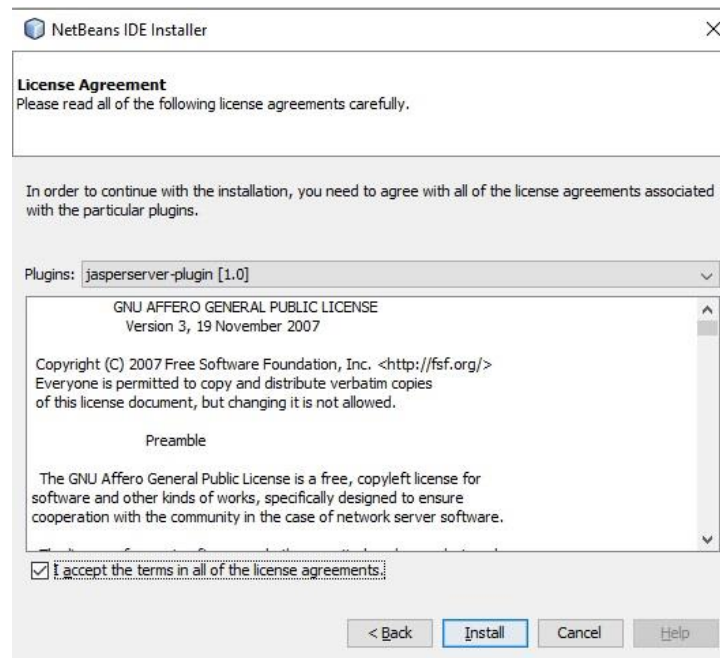 NetBeans IDE Installer
License Agreement
Please read all of the following license agreements carefully.
In order to continue with the installation, you need to agree with all of the license agreements associated
with the particular plugins.
Plugins: jasperserver-plugin [1.0]
GNU AFFERO GENERAL PUBLIC LICENSE
Version 3, 19 November 2007
Copyright (C) 2007 Free Software Foundation, Inc. <http://fsf.org/>
Everyone is permitted to copy and distribute verbatim copies
of this license document, but changing it is not allowed.
Preamble
The GNU Affero General Public License is a free, copyleft license for
software and other kinds of works, specifically designed to ensure
cooperation with the community in the case of network server software.
I accept the terms in all of the license agreements.
< Back
Install
Cancel
Help